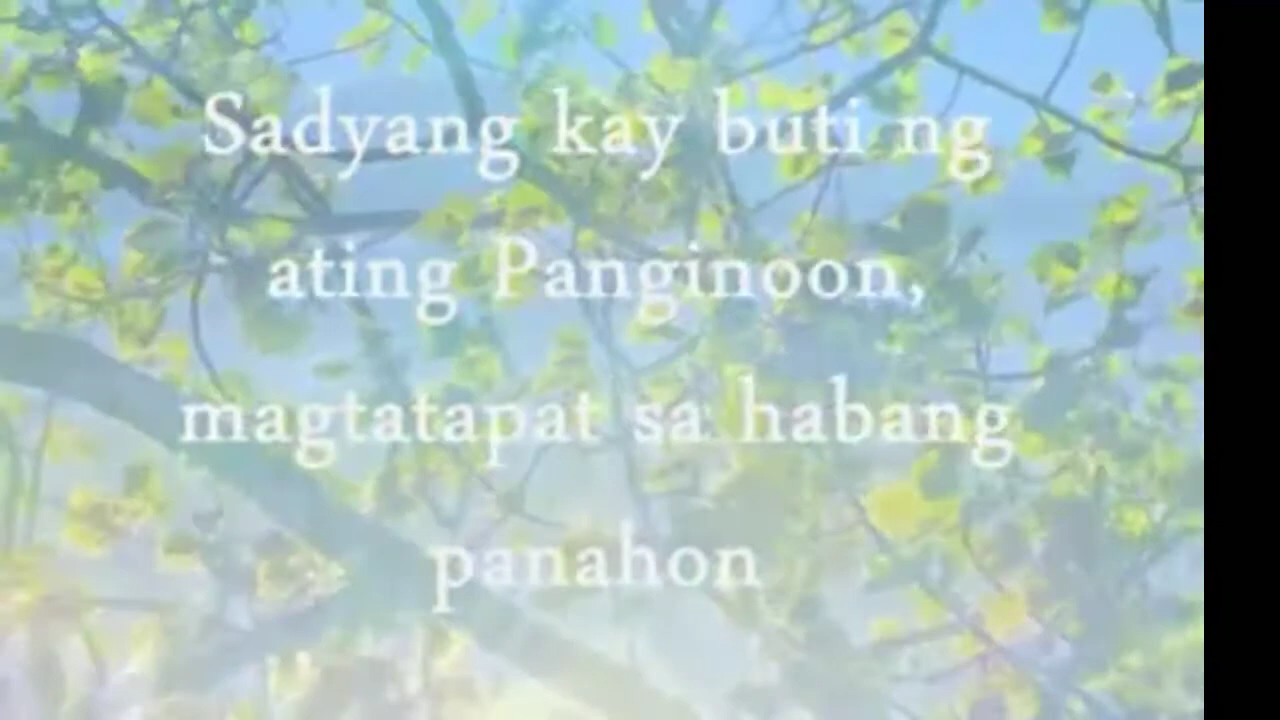 Sadyang kay buti ng
ating Panginoon,
magtatapat sa habang
panahon